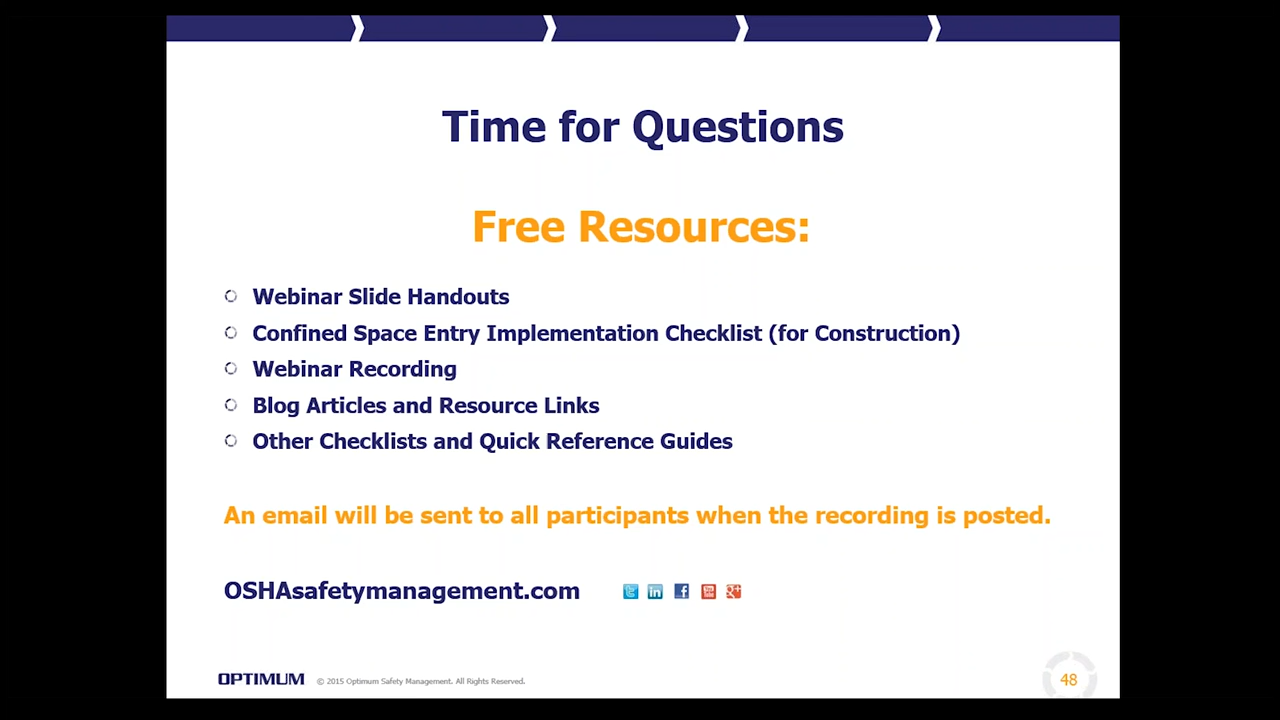 Time for Questions
Free Resources:
Webinar Slide Handouts
Confined Space Entry Implementation Checklist (for Construction)
Webinar Recording
Blog Articles and Resource Links
Other Checklists and Quick Reference Guides
An email will be sent to all participants when the recording is posted.
OSHAsafetymanagement.com
OPTIMUM © 2015 Optimum Safety Management. All Rights Reserved.
48